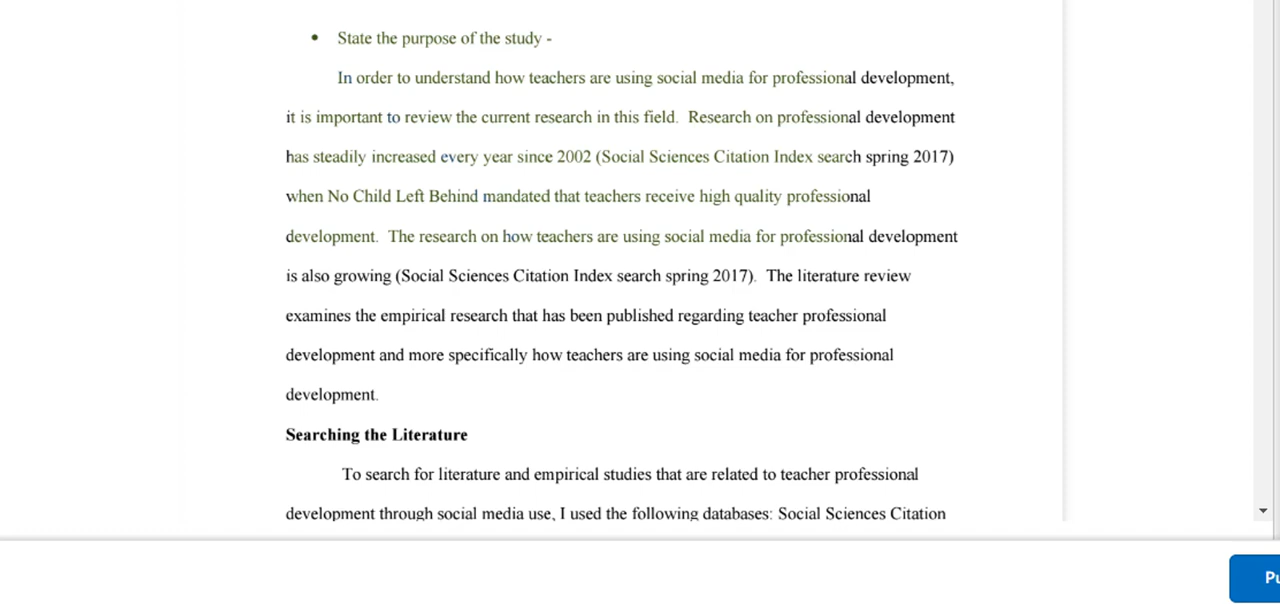 • State the purpose of the study -
In order to understand how teachers are using social media for professional development,
it is important to review the current research in this field. Research on professional development
has steadily increased every year since 2002 (Social Sciences Citation Index search spring 2017)
when No Child Left Behind mandated that teachers receive high quality professional
development. The research on how teachers are using social media for professional development
is also growing (Social Sciences Citation Index search spring 2017). The literature review
examines the empirical research that has been published regarding teacher professional
development and more specifically how teachers are using social media for professional
development.
Searching the Literature
To search for literature and empirical studies that are related to teacher professional
development through social media use, I used the following databases: Social Sciences Citation